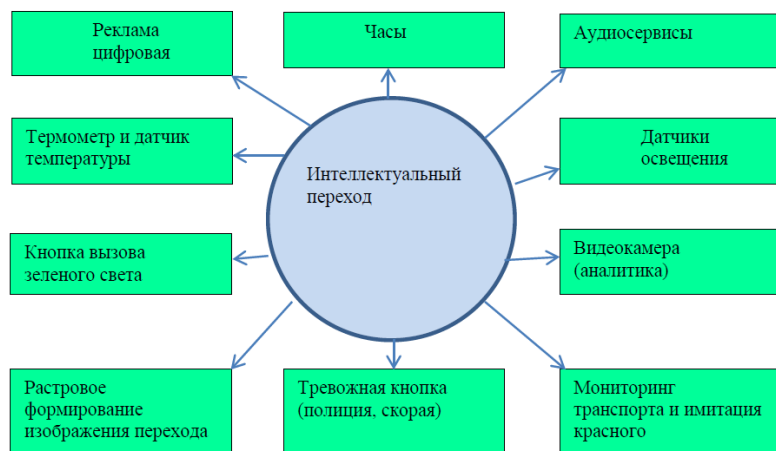 Реклама
цифровая
Часы
Аудиосервисы
Термометр и датчик
температуры
Интеллектуальный
переход
Датчики
освещения
Кнопка вызова
зеленого света
Видеокамера
(аналитика)
Растровое
формирование
изображения перехода
Тревожная кнопка
(полиция, скорая)
Мониторинг
транспорта и имитация
красного